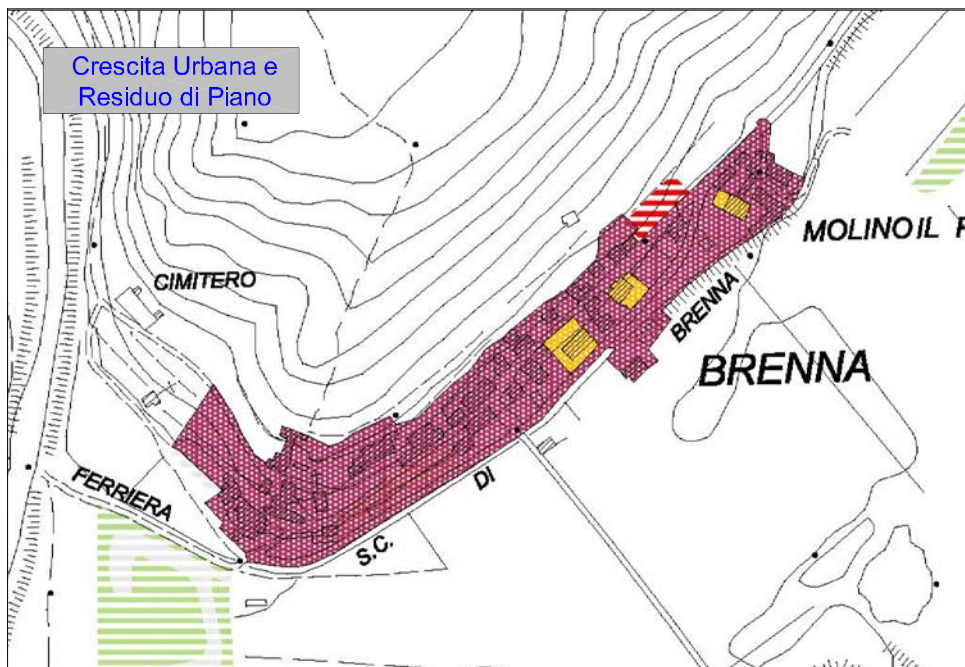 Crescita Urbana e
Residuo di Piano
MOLINO IL
CIMITERO
BRENNA
BRENNA
FERRIERA
DI
S.C.